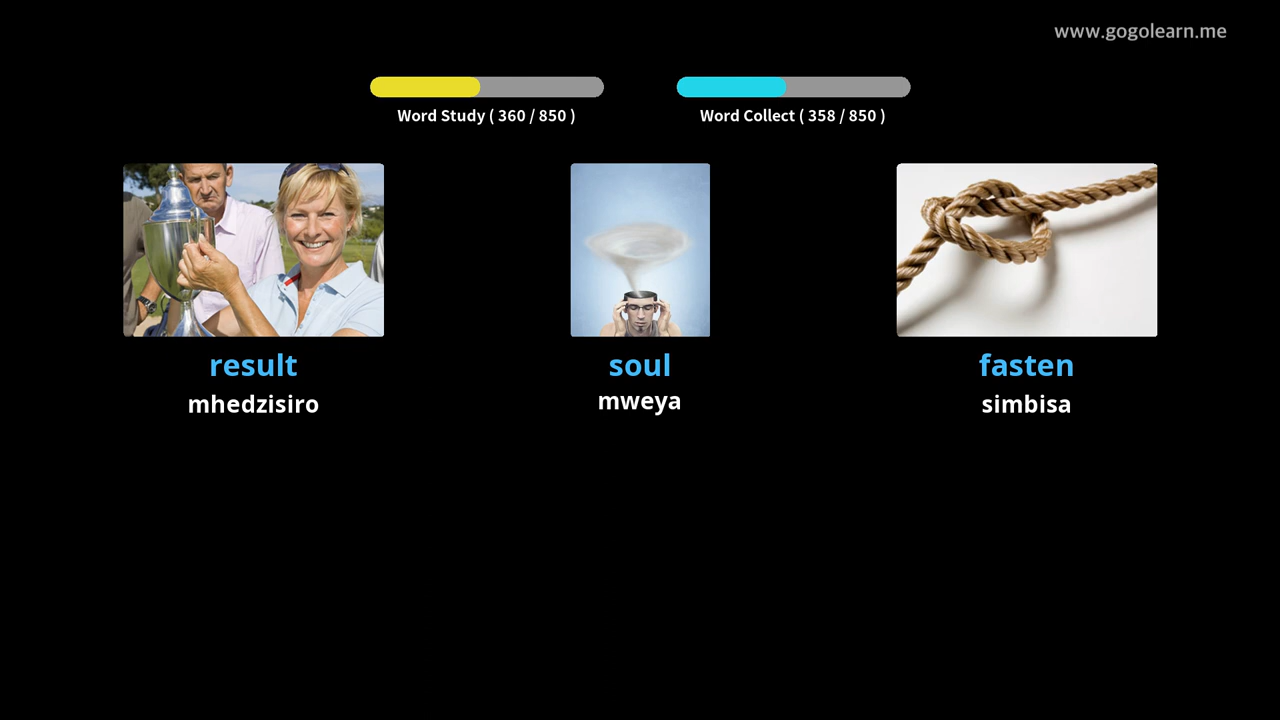 www.gogolearn.me
Word Study ( 360 / 850 )
Word Collect ( 358 / 850 )
result
mhedzisiro
soul
mweya
fasten
simbisa